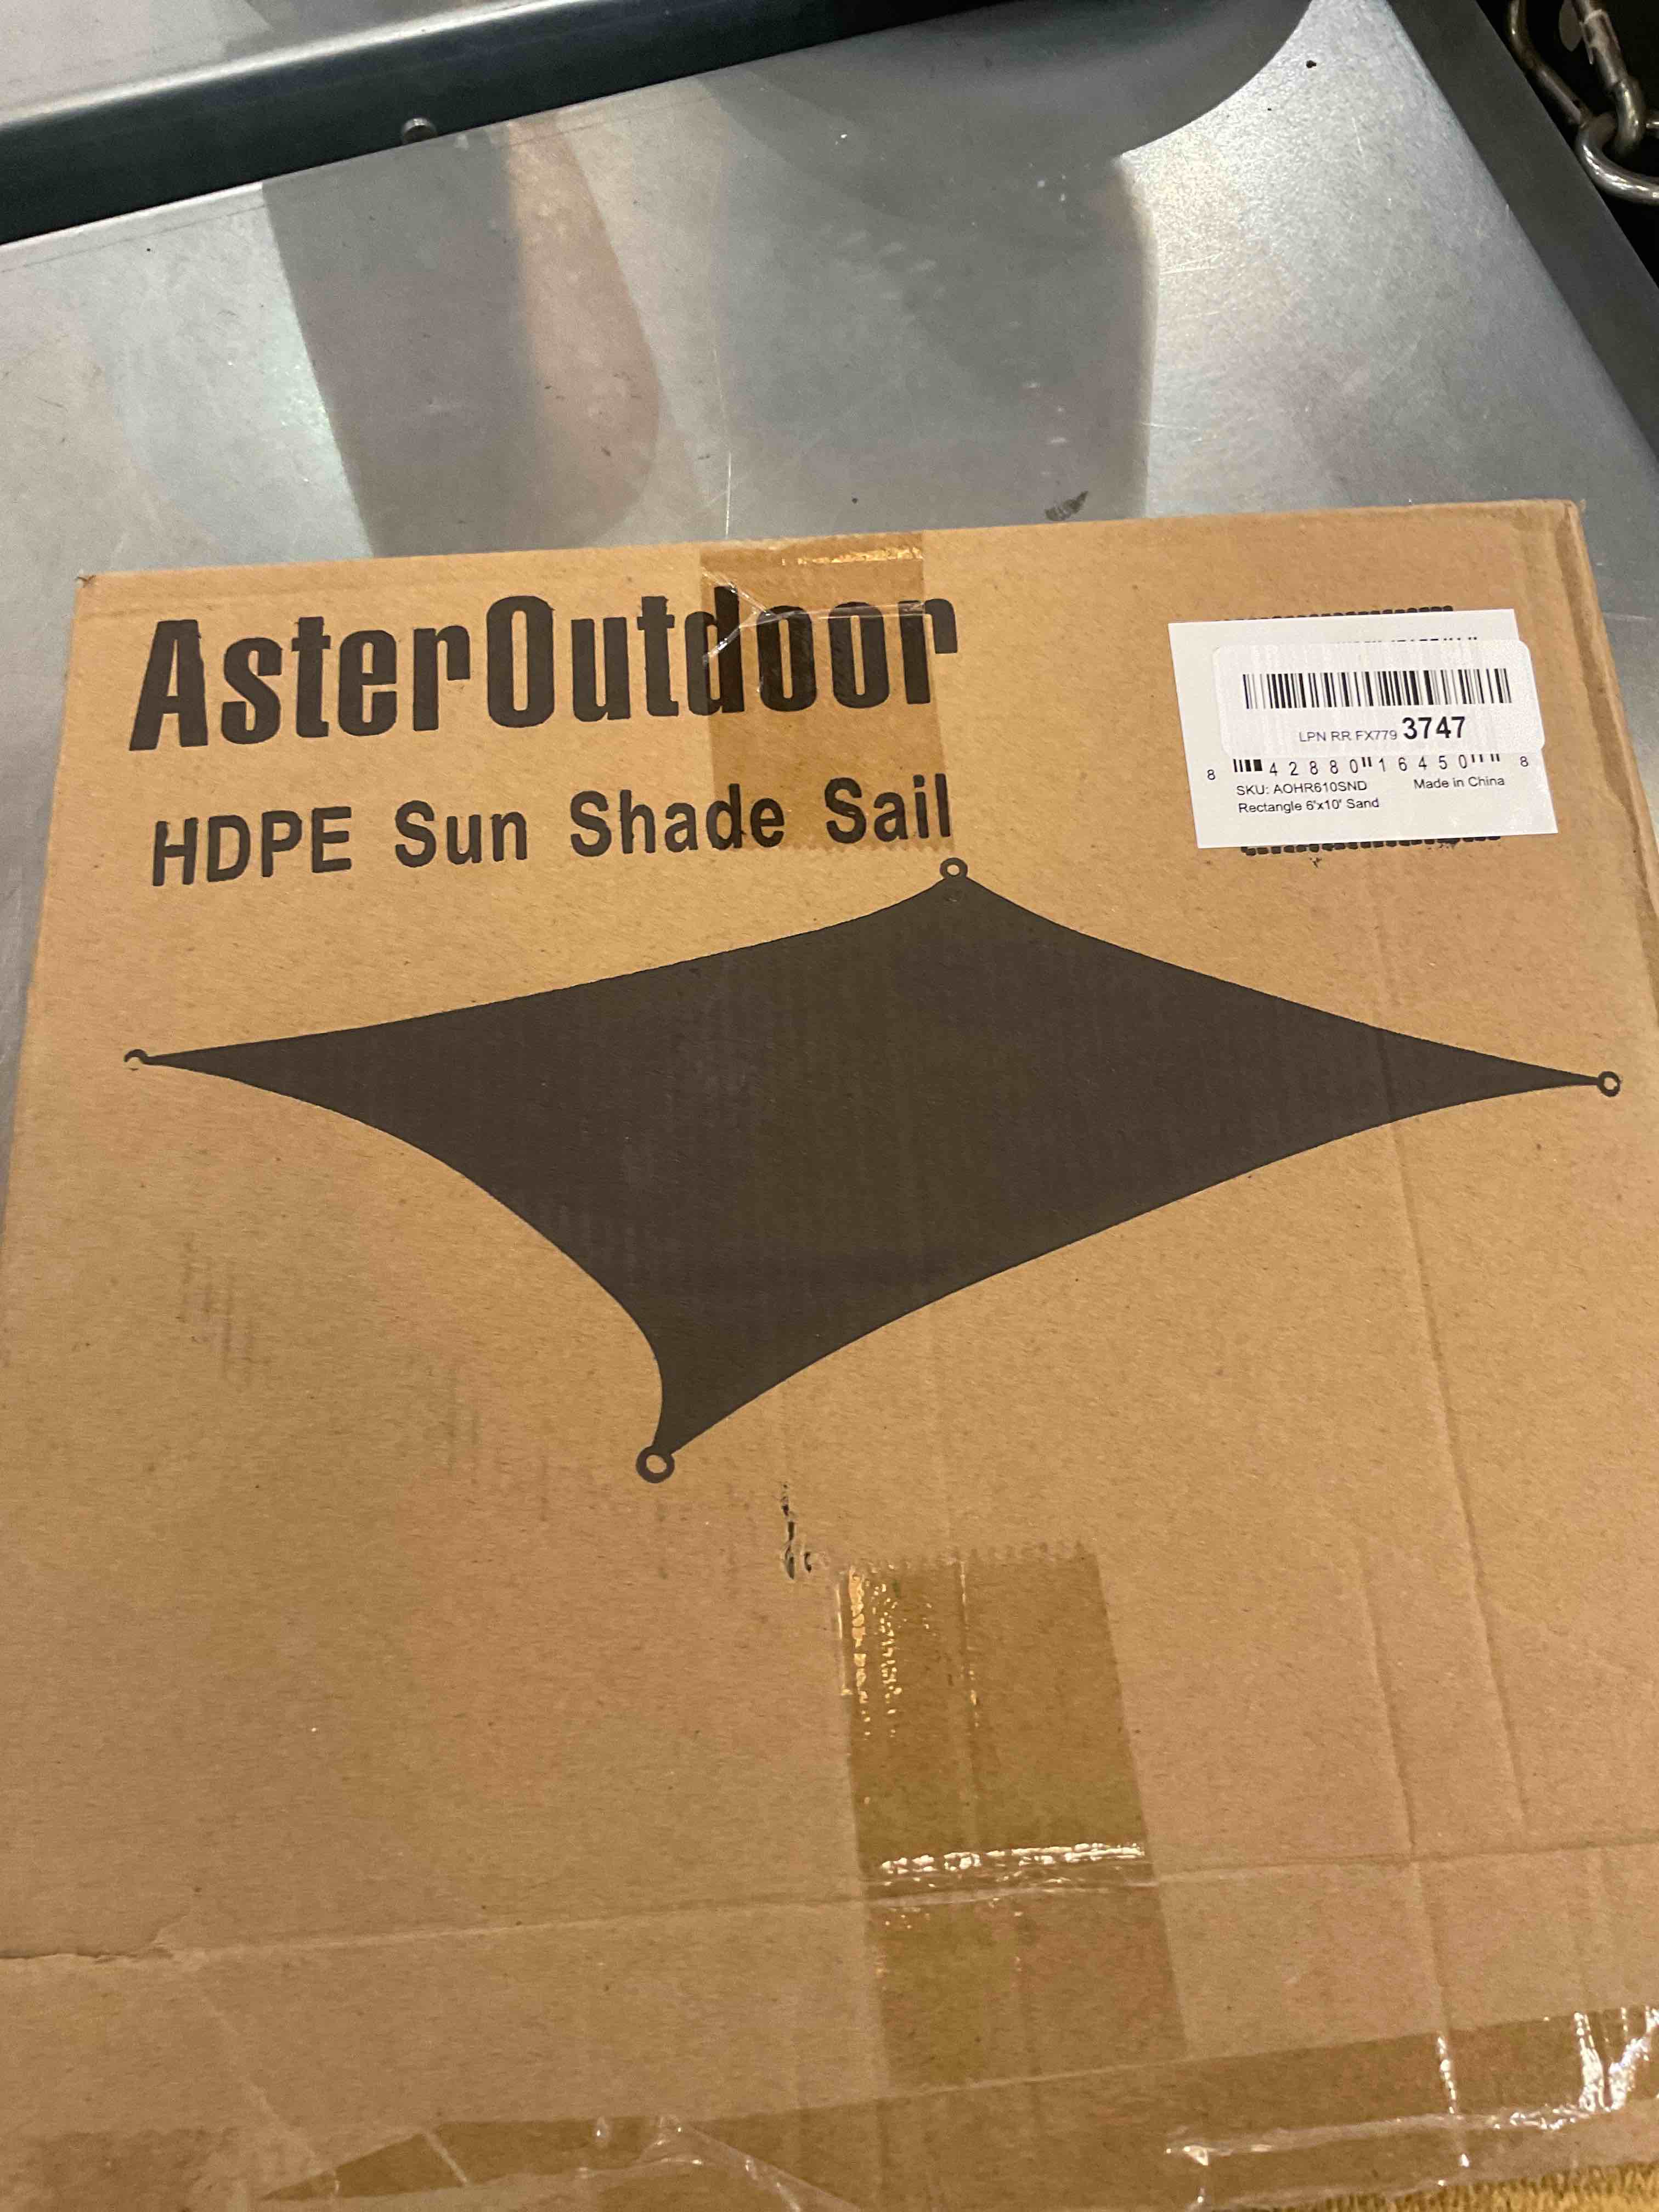 AsterOutdoor
HDPE Sun Shade Sail
LPN RR FX779 3747
8 42880 16450 8
SKU: AOHR610SND Made in China
Rectangle 6'x10' Sand